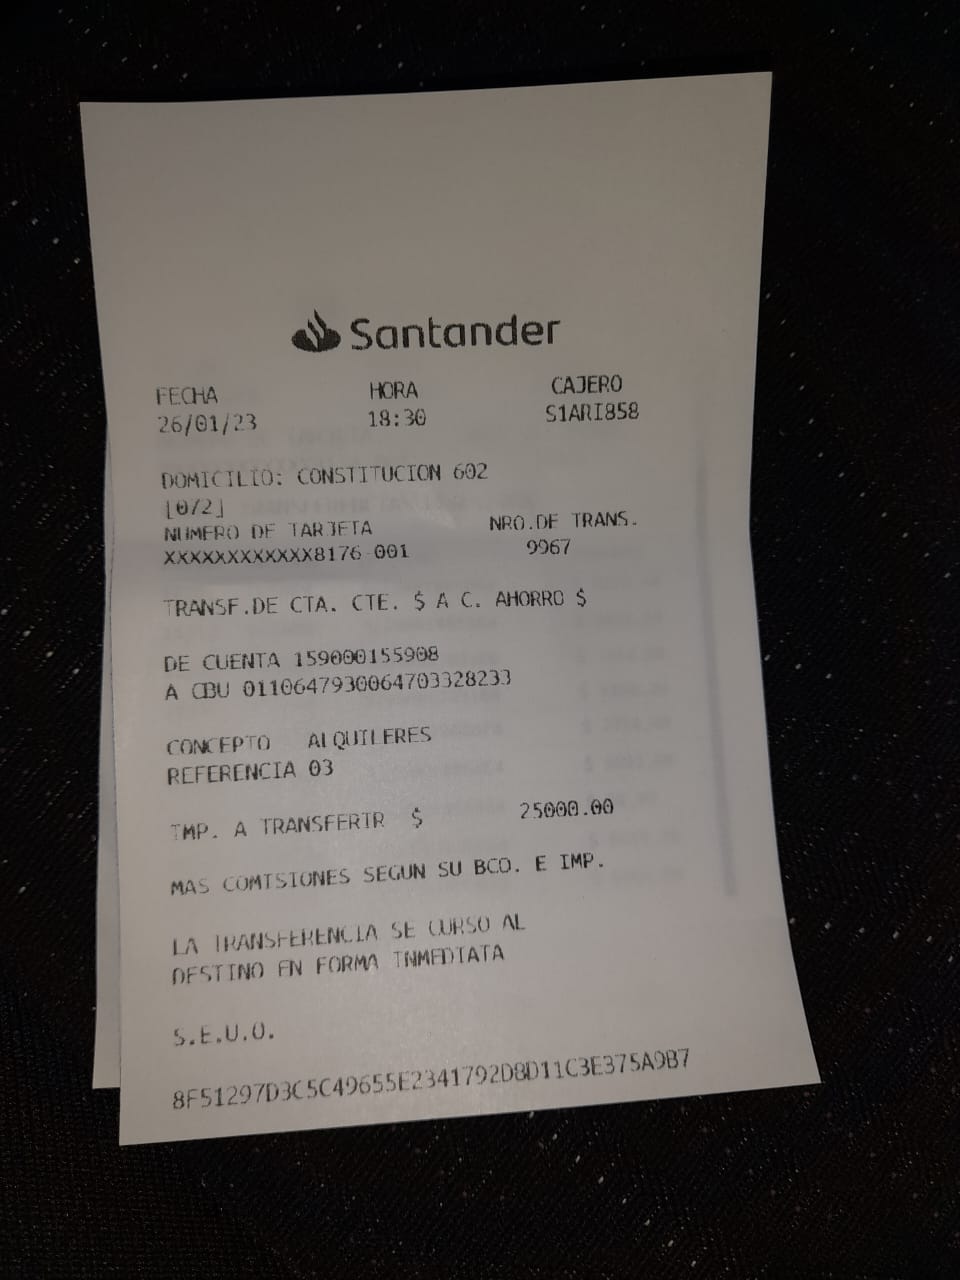 Santander
FECHA HORA CAJERO
26/01/23 18:30 S1ARI858
DOMICILIO: CONSTITUCION 602
[0/2]
NUMERO DE TARJETA NRO.DE TRANS.
XXXXXXXXXXXX8176-001 9967
TRANSF.DE CTA. CTE. $ A C. AHORRO $
DE CUENTA 159000155908
A CBU 0110647930064703328233
CONCEPTO ALQUILERES
REFERENCIA 03
IMP. A TRANSFERIR $ 25000.00
MAS COMISIONES SEGUN SU BCO. E IMP.
LA TRANSFERENCIA SE CURSO AL
DESTINO EN FORMA INMEDIATA
S.E.U.O.
8F51297D3C5C49655E2341792D8D11C3E375A9B7